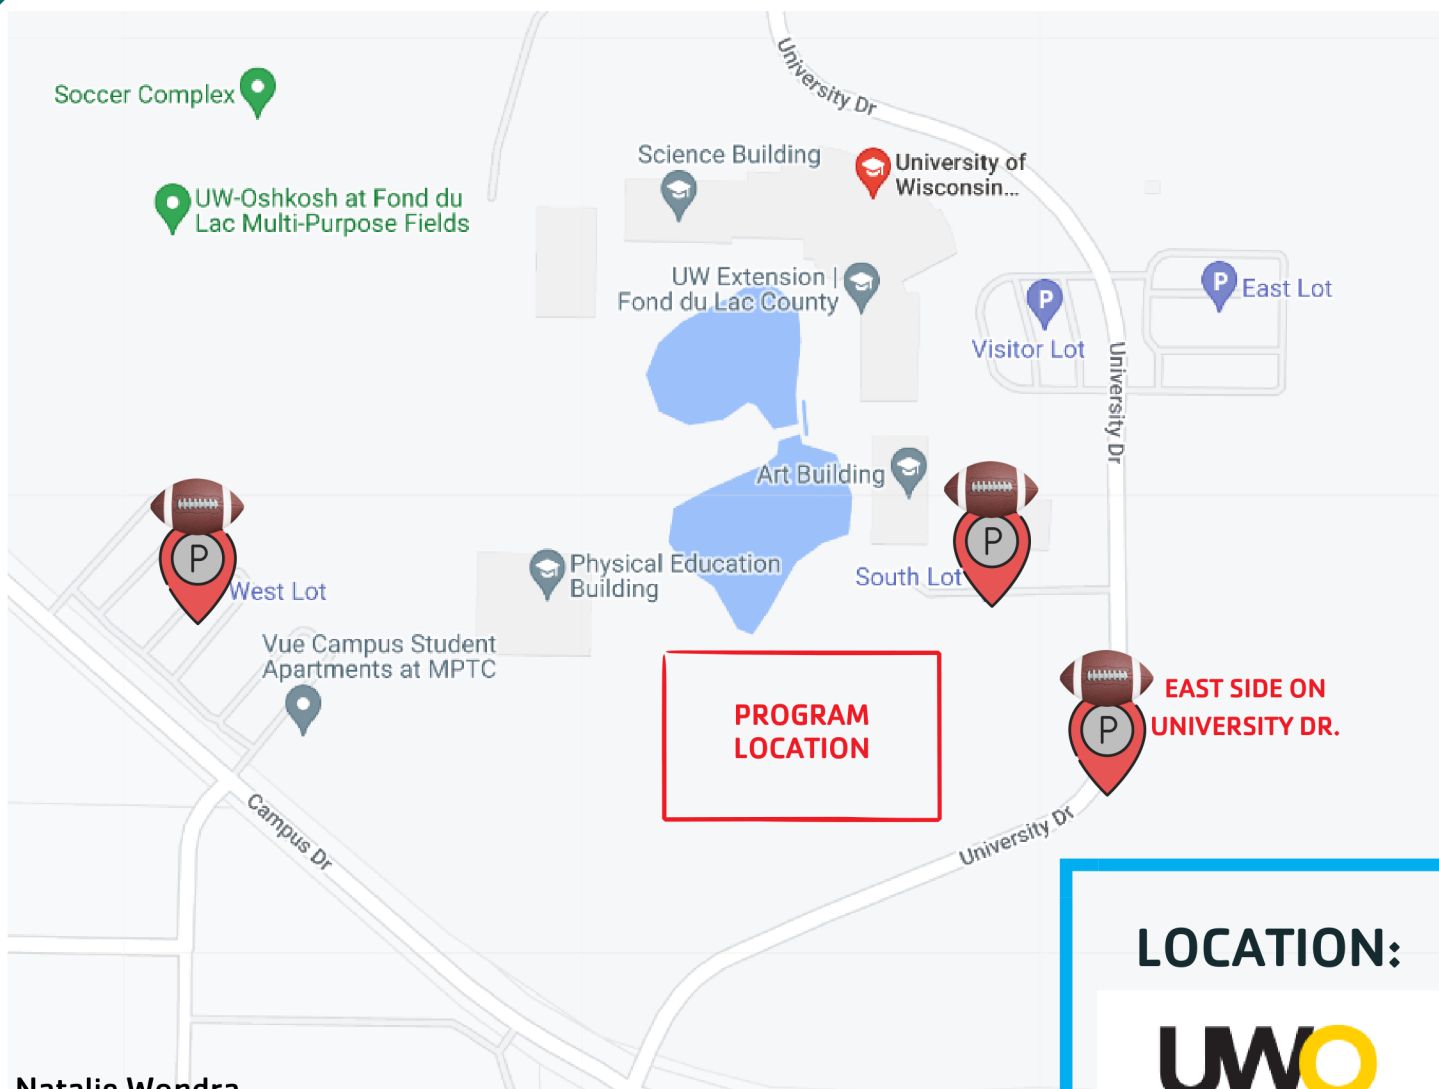 University Dr
Soccer Complex
Science Building
University of
Wisconsin...
UW-Oshkosh at Fond du
Lac Multi-Purpose Fields
UW Extension |
Fond du Lac County
P
East Lot
P
Visitor Lot
University Dr
Art Building
P
South Lot
P
West Lot
Physical Education
Building
Vue Campus Student
Apartments at MPTC
PROGRAM
LOCATION
P
EAST SIDE ON
UNIVERSITY DR.
Campus Dr
University Dr
LOCATION:
UWO
Natalie Wondra